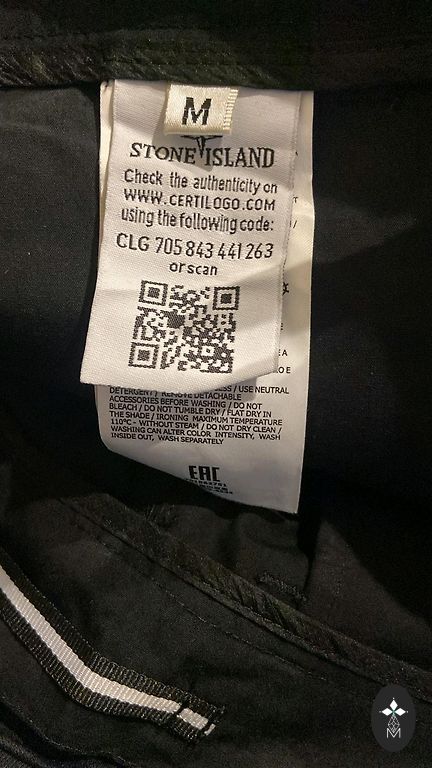 M
STONE ISLAND
Check the authenticity on
WWW.CERTILOGO.COM
using the following code:
CLG 705 843 441 263
or scan
/ USE NEUTRAL
DETERGENT / REMOVE DETACHABLE
ACCESSORIES BEFORE WASHING / DO NOT
BLEACH / DO NOT TUMBLE DRY / FLAT DRY IN
THE SHADE / IRONING MAXIMUM TEMPERATURE
110°C - WITHOUT STEAM / DO NOT DRY CLEAN /
WASHING CAN ALTER COLOR INTENSITY, WASH
INSIDE OUT, WASH SEPARATELY
EAC
M